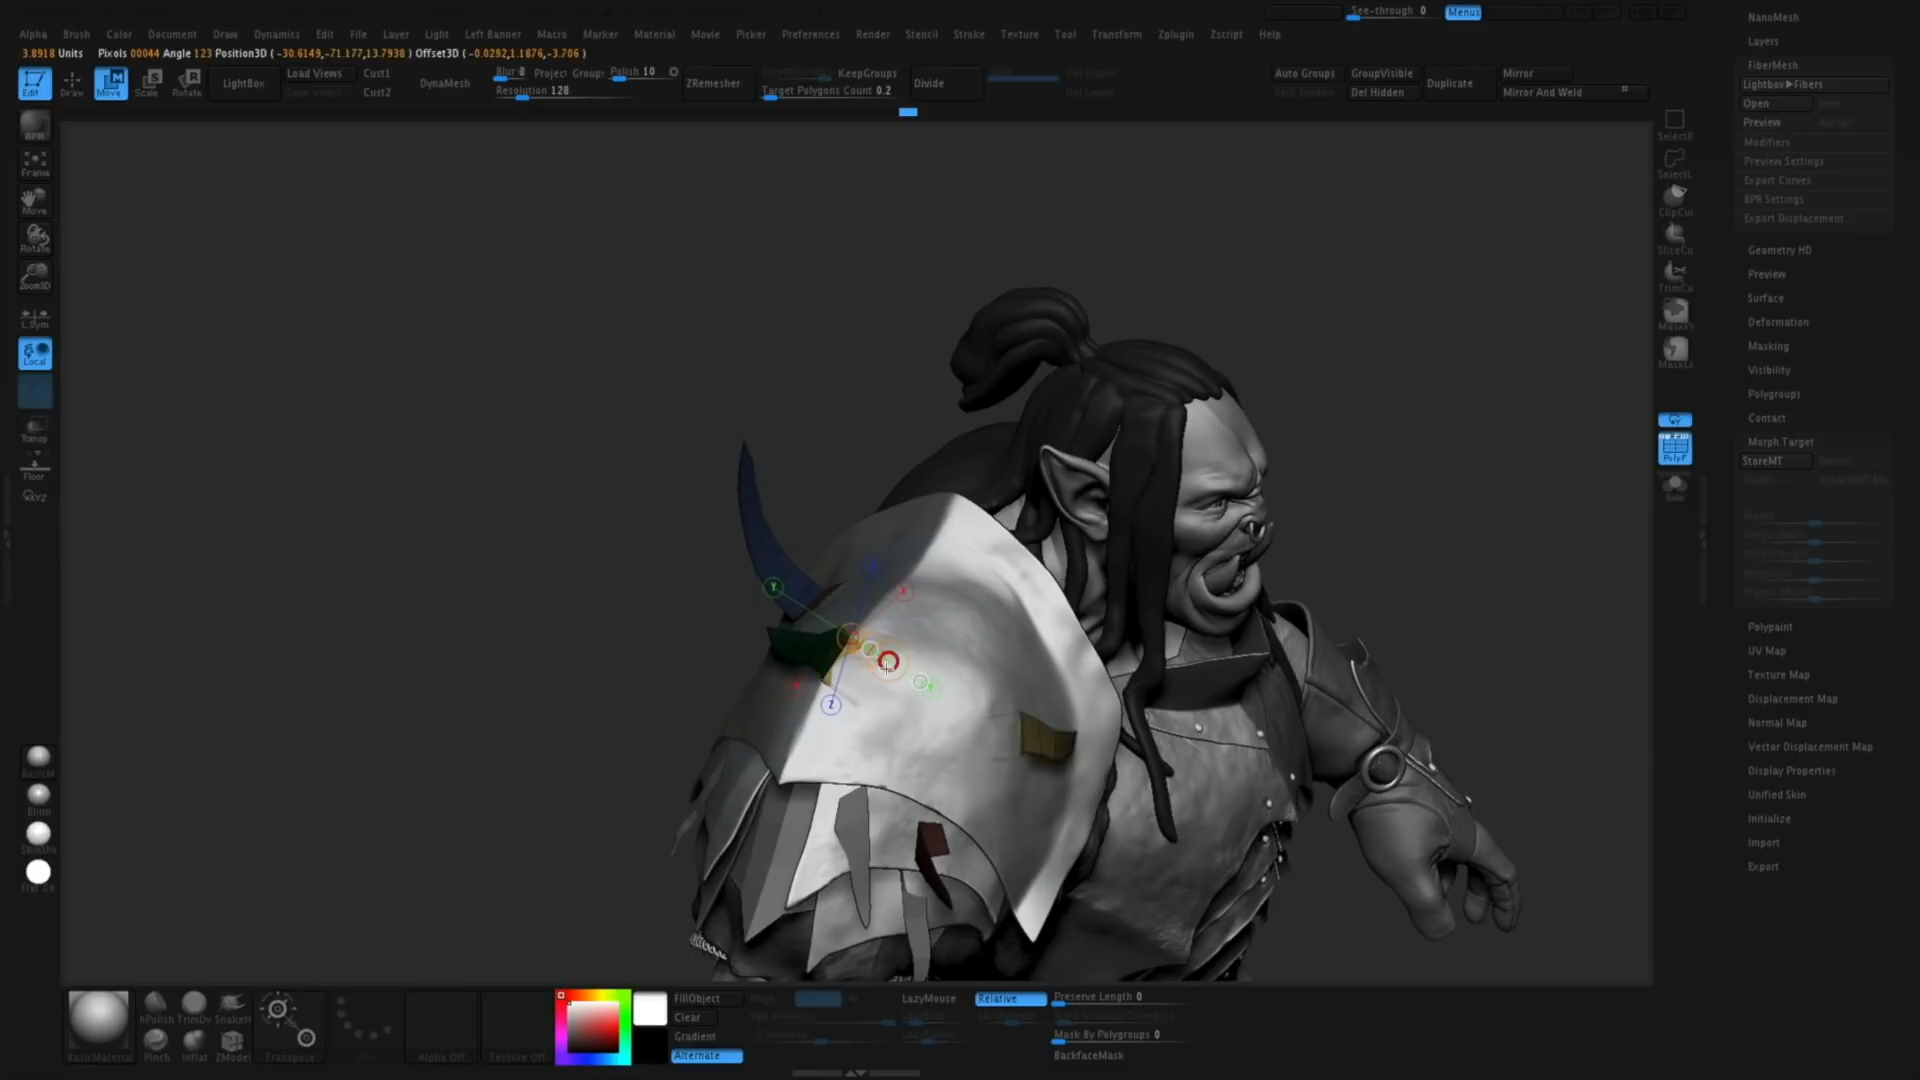 See-through 0
Menus
NanoMesh
Alpha Brush Color Document Draw Dynamics Edit File Layer Left Banner Light Macro Marker Material Movie Picker Preferences Render Stencil Stroke Texture Tool Transform Zplugin Zscript Help
3.8918 Units Pixols 00044 Angle 123 Position3D ( -30.6149,-71.177,13.7938 ) Offset3D ( -0.0292,1.1876,-3.706 )
Edit Draw Move Scale Rotate
LightBox
Load Views Cust1
Cust2
DynaMesh
Blur Project Groups Polish 10
Resolution 128
ZRemesher
KeepGroups
Target Polygons Count 0.2
Divide
Auto Groups GroupVisible
Del Hidden
Duplicate
Mirror
Mirror And Weld
BPR
Frame
Move
Rotate
Zoom3D
L.Sym
Local
Transp
Floor
XYZ
Layers
FiberMesh
Lightbox▶Fibers
Open
Preview
Modifiers
Preview Settings
Export Curves
BPR Settings
Export Displacement
Geometry HD
Preview
Surface
Deformation
Masking
Visibility
Polygroups
Contact
Morph Target
StoreMT
Polypaint
UV Map
Texture Map
Displacement Map
Normal Map
Vector Displacement Map
Display Properties
Unified Skin
Initialize
Import
Export
PolyF
Solo
Y
X
Z
BasicMaterial
hPolish TrimDy SnakeH
Pinch Inflat ZModel
Transpose
Alpha Off
Texture Off
FillObject
Clear
Gradient
Alternate
LazyMouse
Relative
Preserve Length 0
Mask By Polygroups 0
BackfaceMask